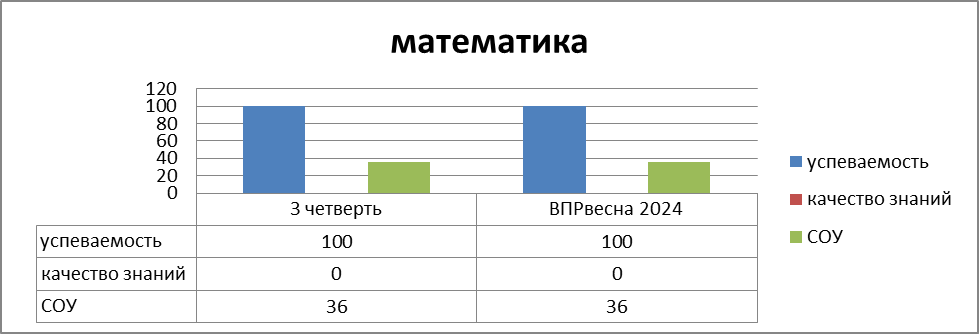 математика
120
100
80
60
40
20
0
3 четверть ВПРвесна 2024
успеваемость 100 100
качество знаний 0 0
СОУ 36 36
успеваемость
качество знаний
СОУ